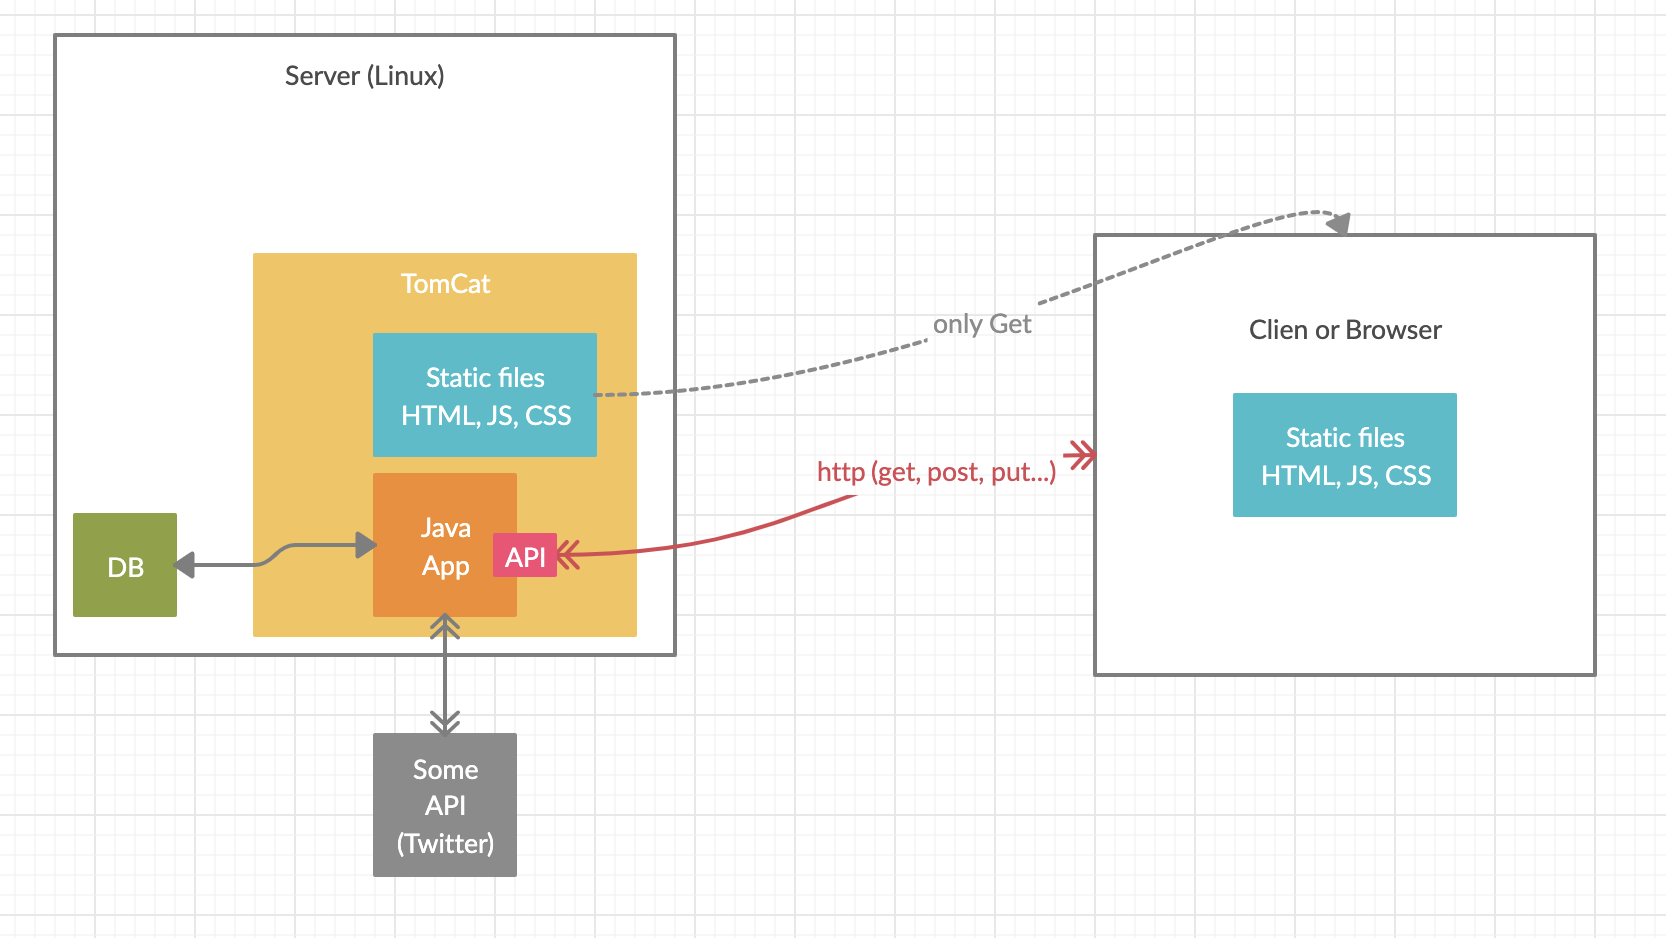 Server (Linux)
TomCat
Static files
HTML, JS, CSS
only Get
Clien or Browser
Static files
HTML, JS, CSS
http (get, post, put...)
Java
App
API
DB
Some
API
(Twitter)